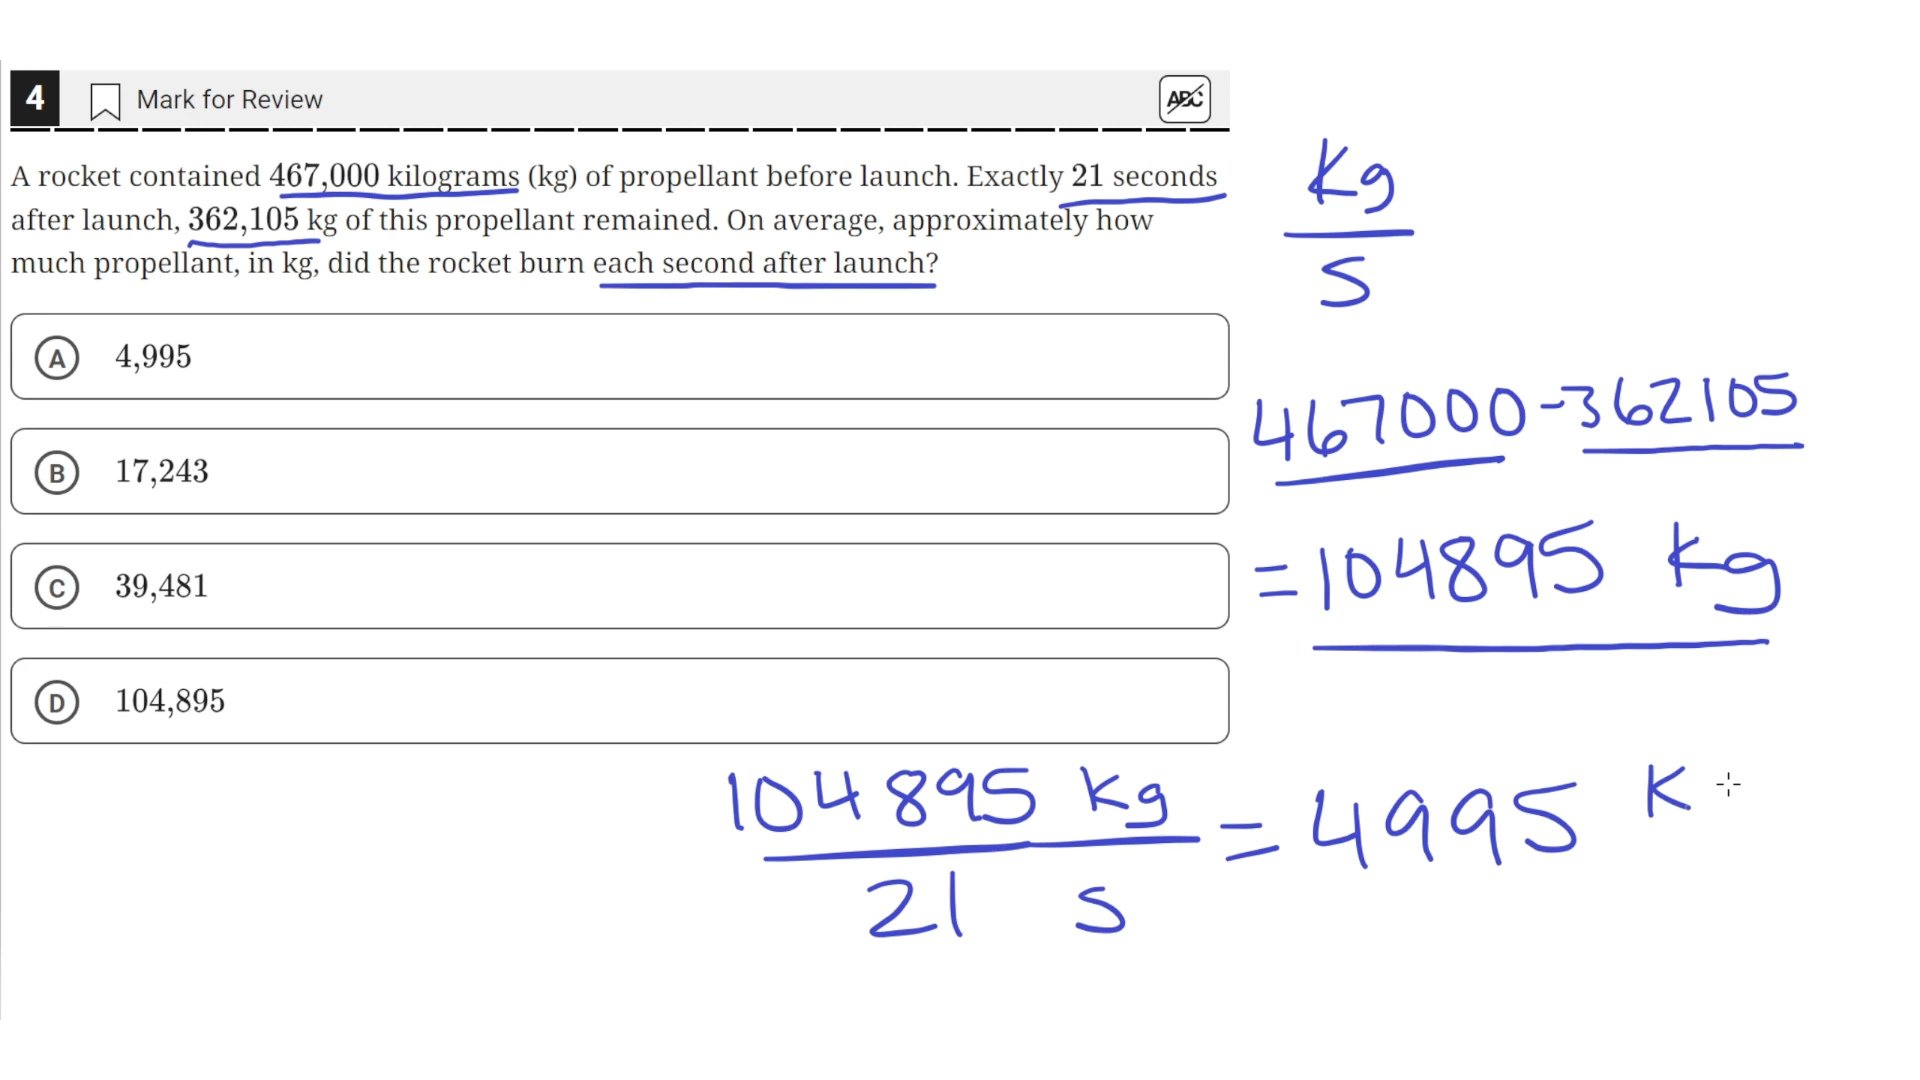 4 Mark for Review ABC
A rocket contained 467,000 kilograms (kg) of propellant before launch. Exactly 21 seconds
after launch, 362,105 kg of this propellant remained. On average, approximately how
much propellant, in kg, did the rocket burn each second after launch?
A 4,995
B 17,243
C 39,481
D 104,895
Kg
s
467000-362105
=104895 kg
104895 kg
21 s
= 4995 K